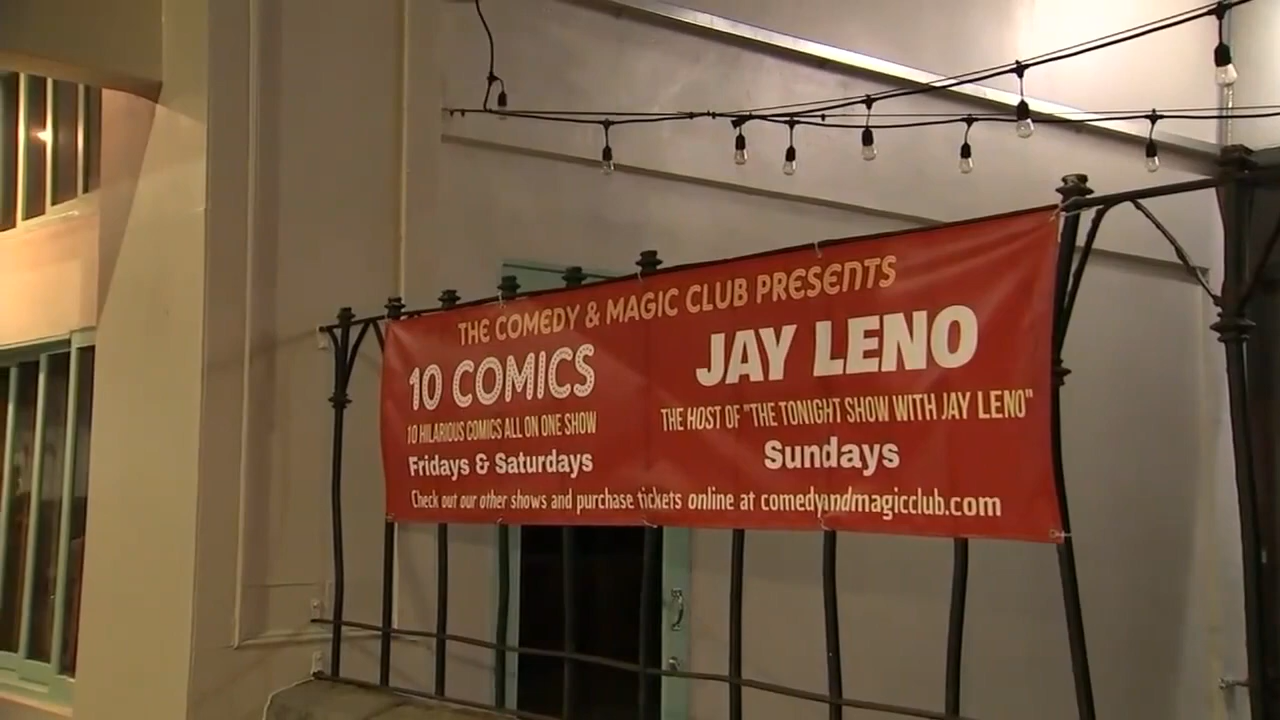 THE COMEDY & MAGIC CLUB PRESENTS
10 COMICS
10 HILARIOUS COMICS ALL ON ONE SHOW
Fridays & Saturdays
JAY LENO
THE HOST OF "THE TONIGHT SHOW WITH JAY LENO"
Sundays
Check out our other shows and purchase tickets online at comedyandmagicclub.com